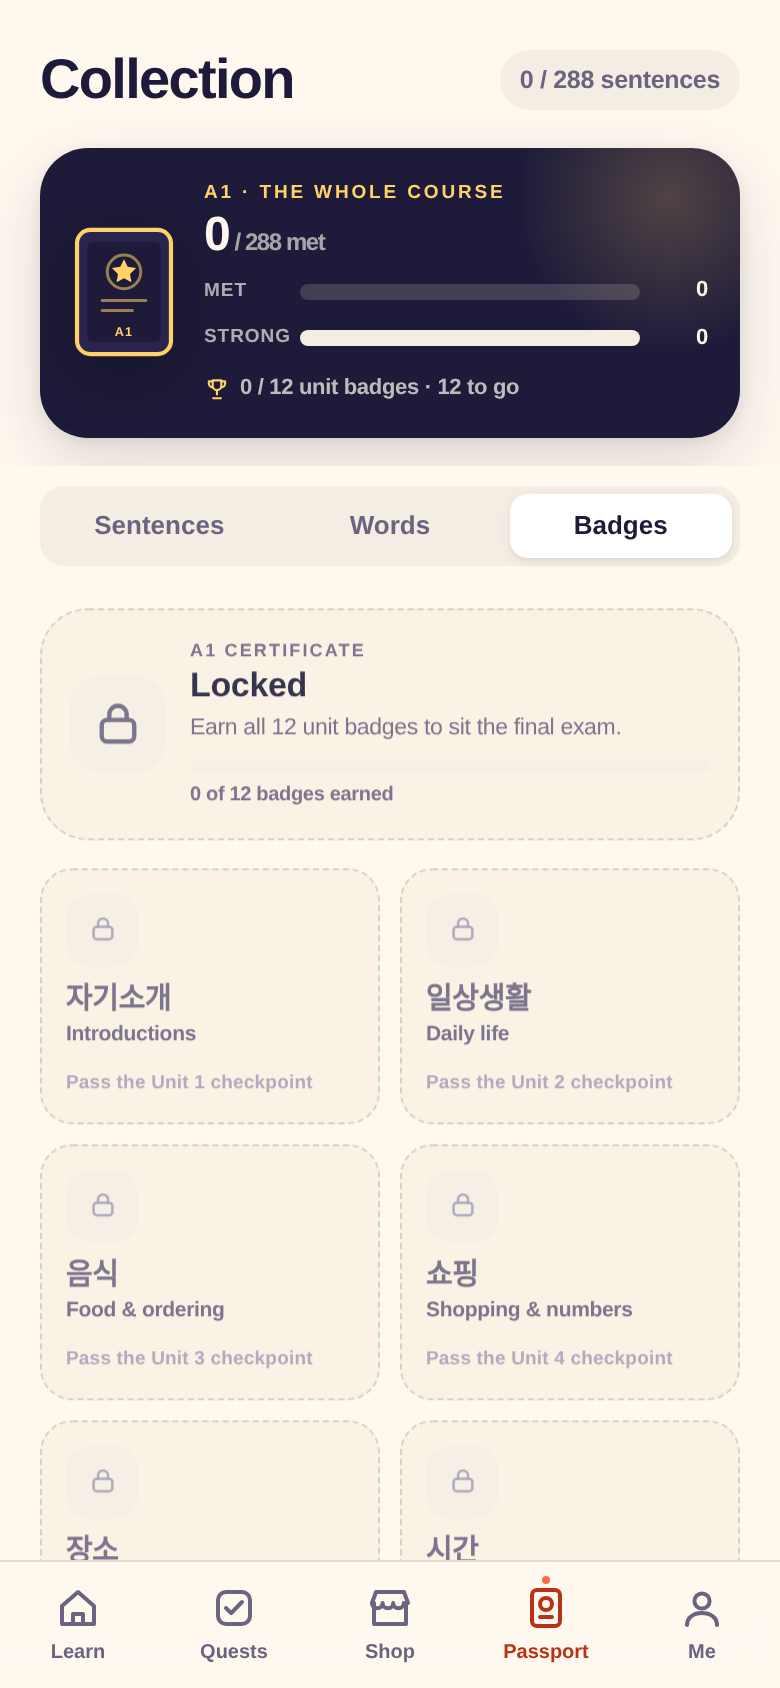 Collection
0 / 288 sentences
A1 · THE WHOLE COURSE
0 / 288 met
MET 0
STRONG 0
A1
0 / 12 unit badges · 12 to go
Sentences Words Badges
A1 CERTIFICATE
Locked
Earn all 12 unit badges to sit the final exam.
0 of 12 badges earned
자기소개
Introductions
Pass the Unit 1 checkpoint
일상생활
Daily life
Pass the Unit 2 checkpoint
음식
Food & ordering
Pass the Unit 3 checkpoint
쇼핑
Shopping & numbers
Pass the Unit 4 checkpoint
장소
시간
Learn Quests Shop Passport Me